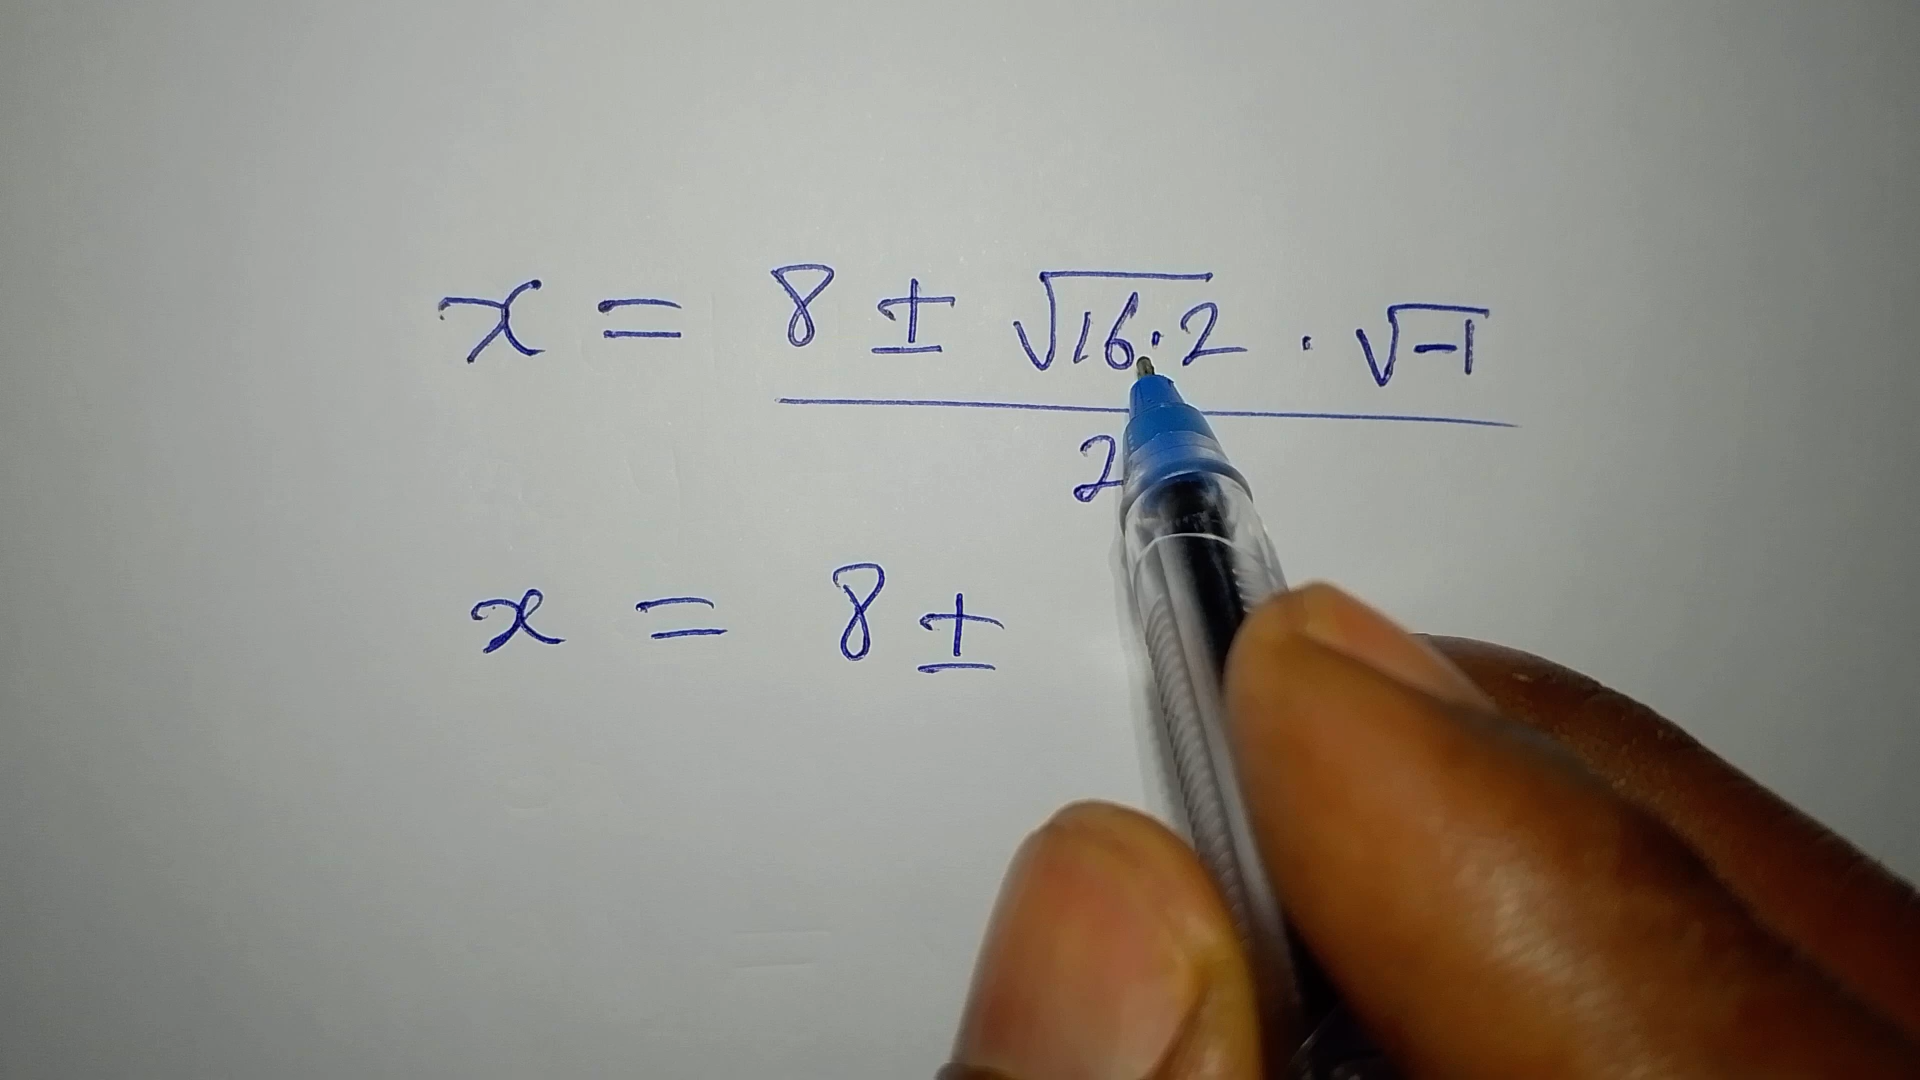 x = 8 ± √16·2 · √-1
2
x = 8 ±